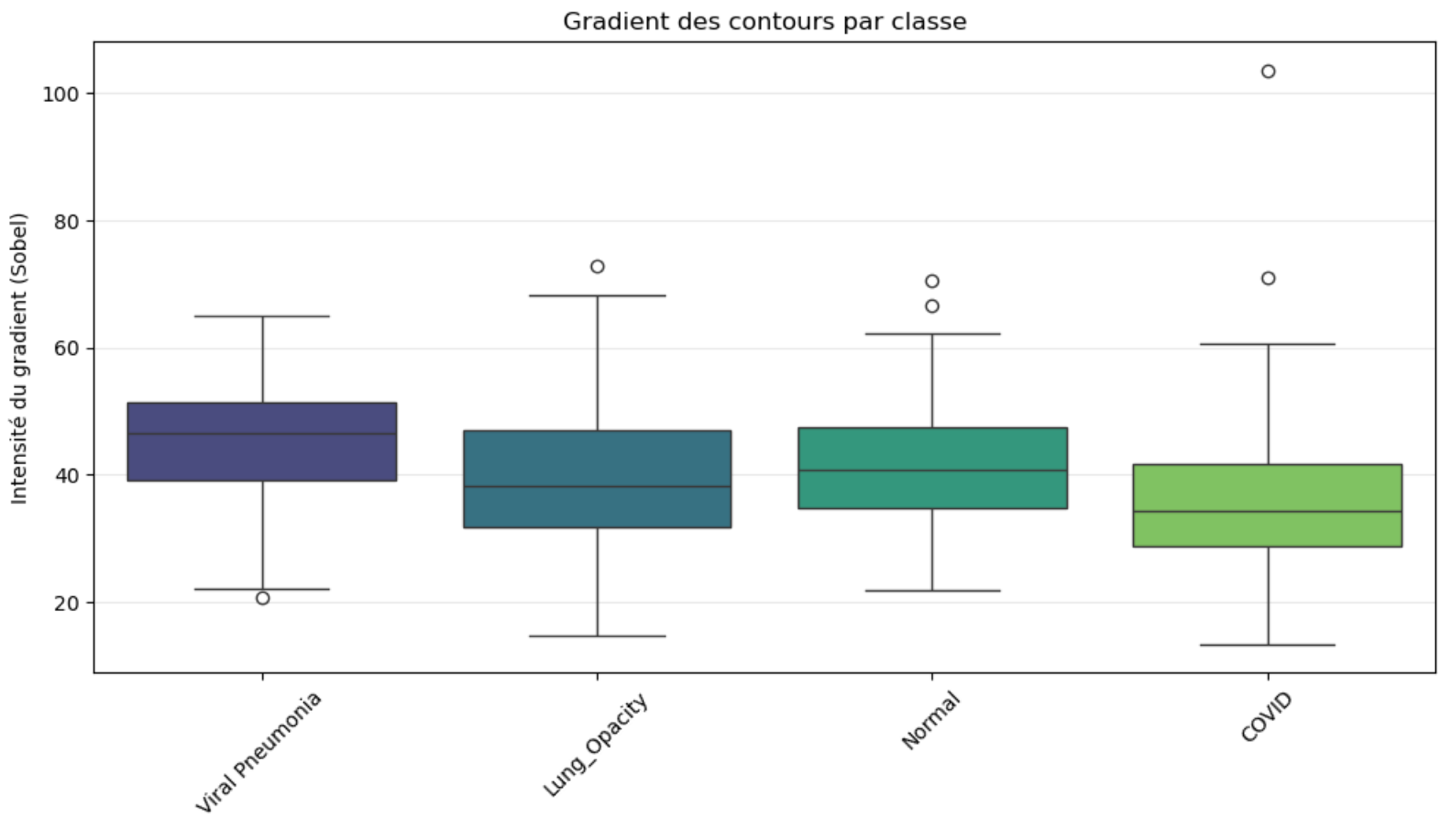 Gradient des contours par classe
Intensité du gradient (Sobel)
100
80
60
40
20
Viral Pneumonia
Lung_Opacity
Normal
COVID